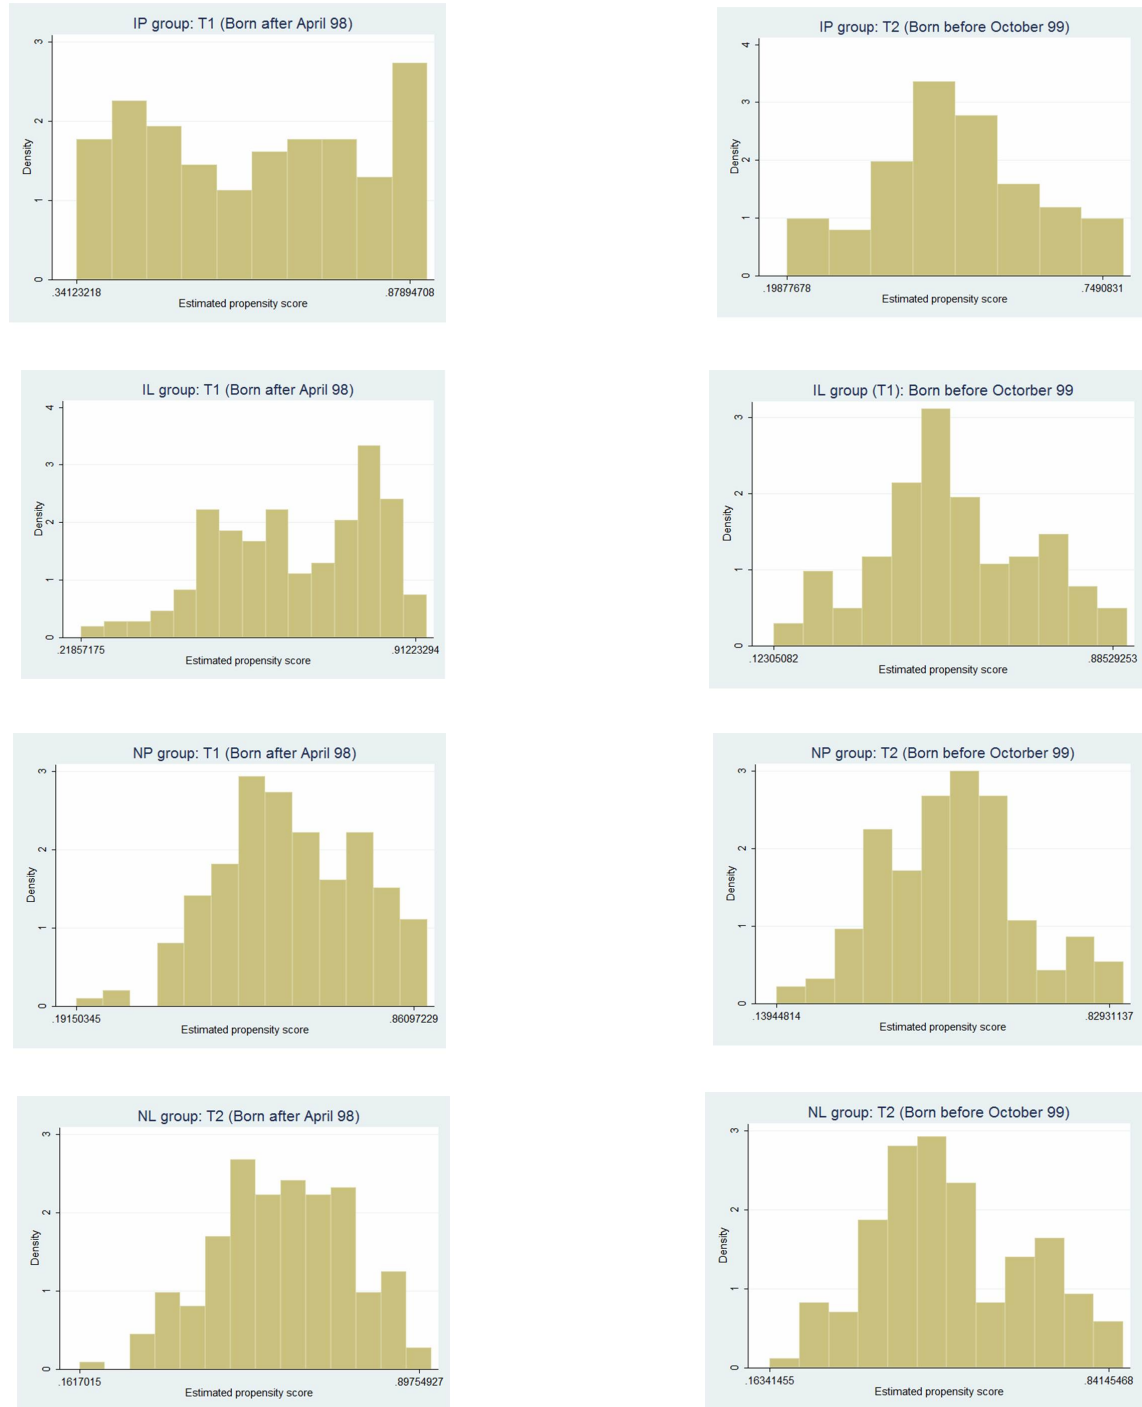 IP group: T1 (Born after April 98)
3
2
1
0
Density
.34123218
.87894708
Estimated propensity score
IP group: T2 (Born before October 99)
4
3
2
1
0
Density
.19877678
.7490831
Estimated propensity score
IL group: T1 (Born after April 98)
4
3
2
1
0
Density
.21857175
.91223294
Estimated propensity score
IL group (T1): Born before Octorber 99
3
2
1
0
Density
.12305082
.88529253
Estimated propensity score
NP group: T1 (Born after April 98)
3
2
1
0
Density
.19150345
.86097229
Estimated propensity score
NP group: T2 (Born before Octorber 99)
3
2
1
0
Density
.13944814
.82931137
Estimated propensity score
NL group: T2 (Born after April 98)
3
2
1
0
Density
.1617015
.89754927
Estimated propensity score
NL group: T2 (Born before October 99)
3
2
1
0
Density
.16341455
.84145468
Estimated propensity score